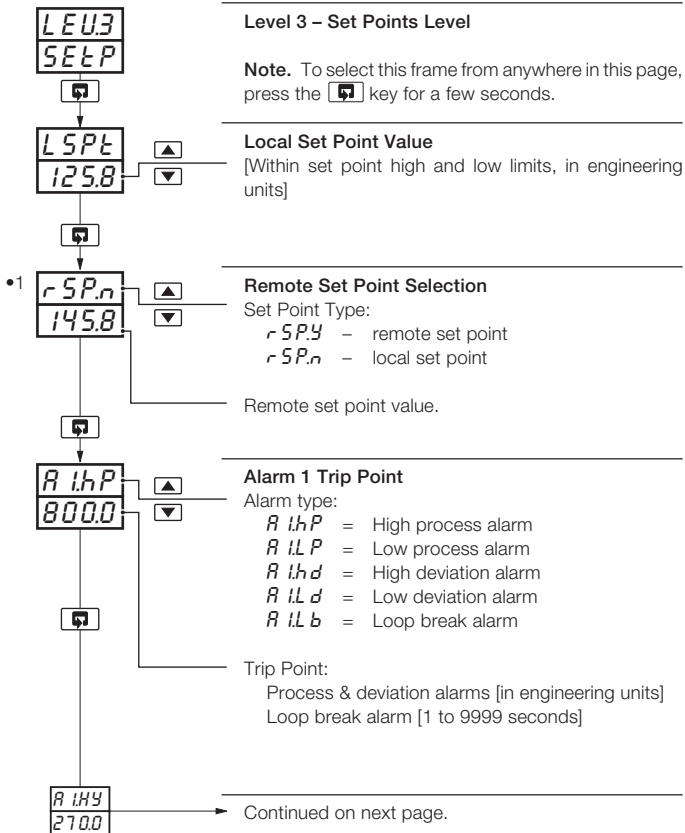 LEV.3
SEtP
Level 3 – Set Points Level
Note. To select this frame from anywhere in this page,
press the key for a few seconds.
LSPt
125.8
Local Set Point Value
[Within set point high and low limits, in engineering
units]
•1
rSP.n
145.8
Remote Set Point Selection
Set Point Type:
rSP.Y – remote set point
rSP.n – local set point
Remote set point value.
A1.hP
800.0
Alarm 1 Trip Point
Alarm type:
A1.hP = High process alarm
A1.LP = Low process alarm
A1.hd = High deviation alarm
A1.Ld = Low deviation alarm
A1.Lb = Loop break alarm
Trip Point:
Process & deviation alarms [in engineering units]
Loop break alarm [1 to 9999 seconds]
A1.HY
270.0
Continued on next page.